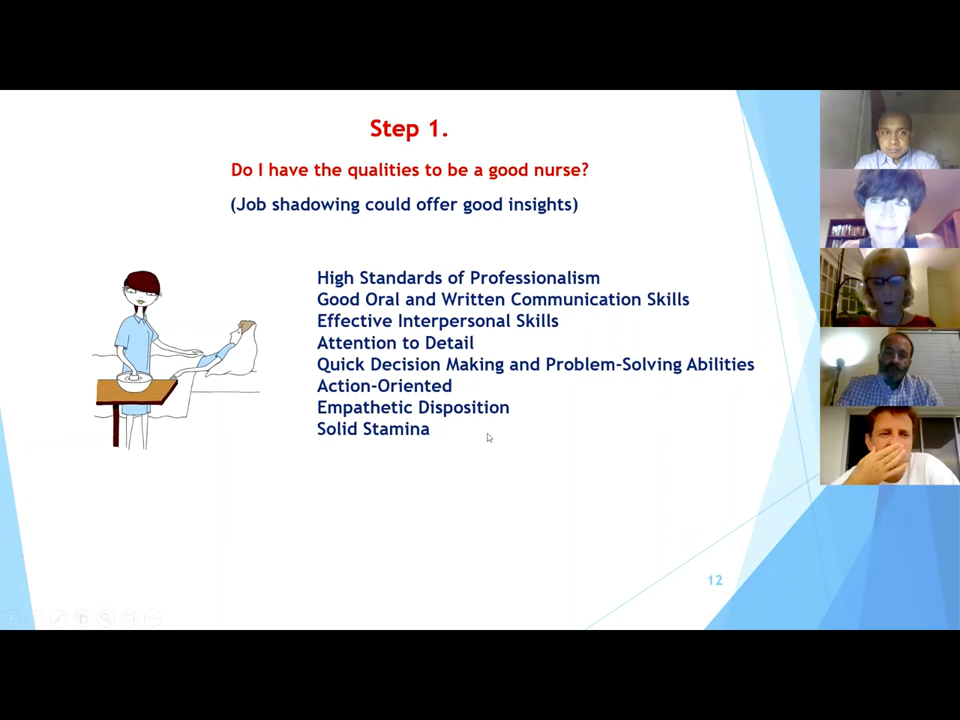 Step 1.
Do I have the qualities to be a good nurse?
(Job shadowing could offer good insights)
High Standards of Professionalism
Good Oral and Written Communication Skills
Effective Interpersonal Skills
Attention to Detail
Quick Decision Making and Problem-Solving Abilities
Action-Oriented
Empathetic Disposition
Solid Stamina
12